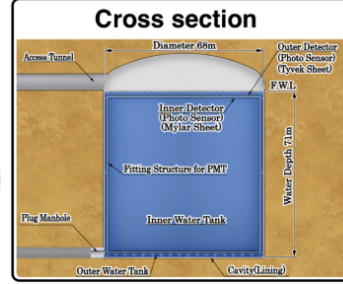 Cross section
Diameter 68m
Outer Detector
(Photo Sensor)
(Tyvek Sheet)
Access Tunnel
F.W.L
Inner Detector
(Photo Sensor)
(Mylar Sheet)
Water Depth 71m
Fitting Structure for PMT
Plug Manhole
Inner Water Tank
Outer Water Tank
Cavity(Lining)